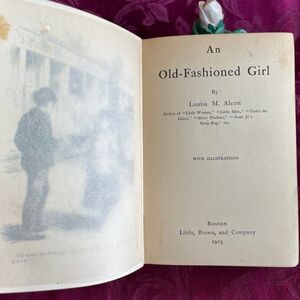 An
Old-Fashioned Girl
By
Louisa M. Alcott
Author of "Little Women," "Little Men," "Under the
Lilacs," "Silver Pitchers," "Aunt Jo's
Scrap-Bag," etc.
WITH ILLUSTRATIONS
Boston
Little, Brown, and Company
1903